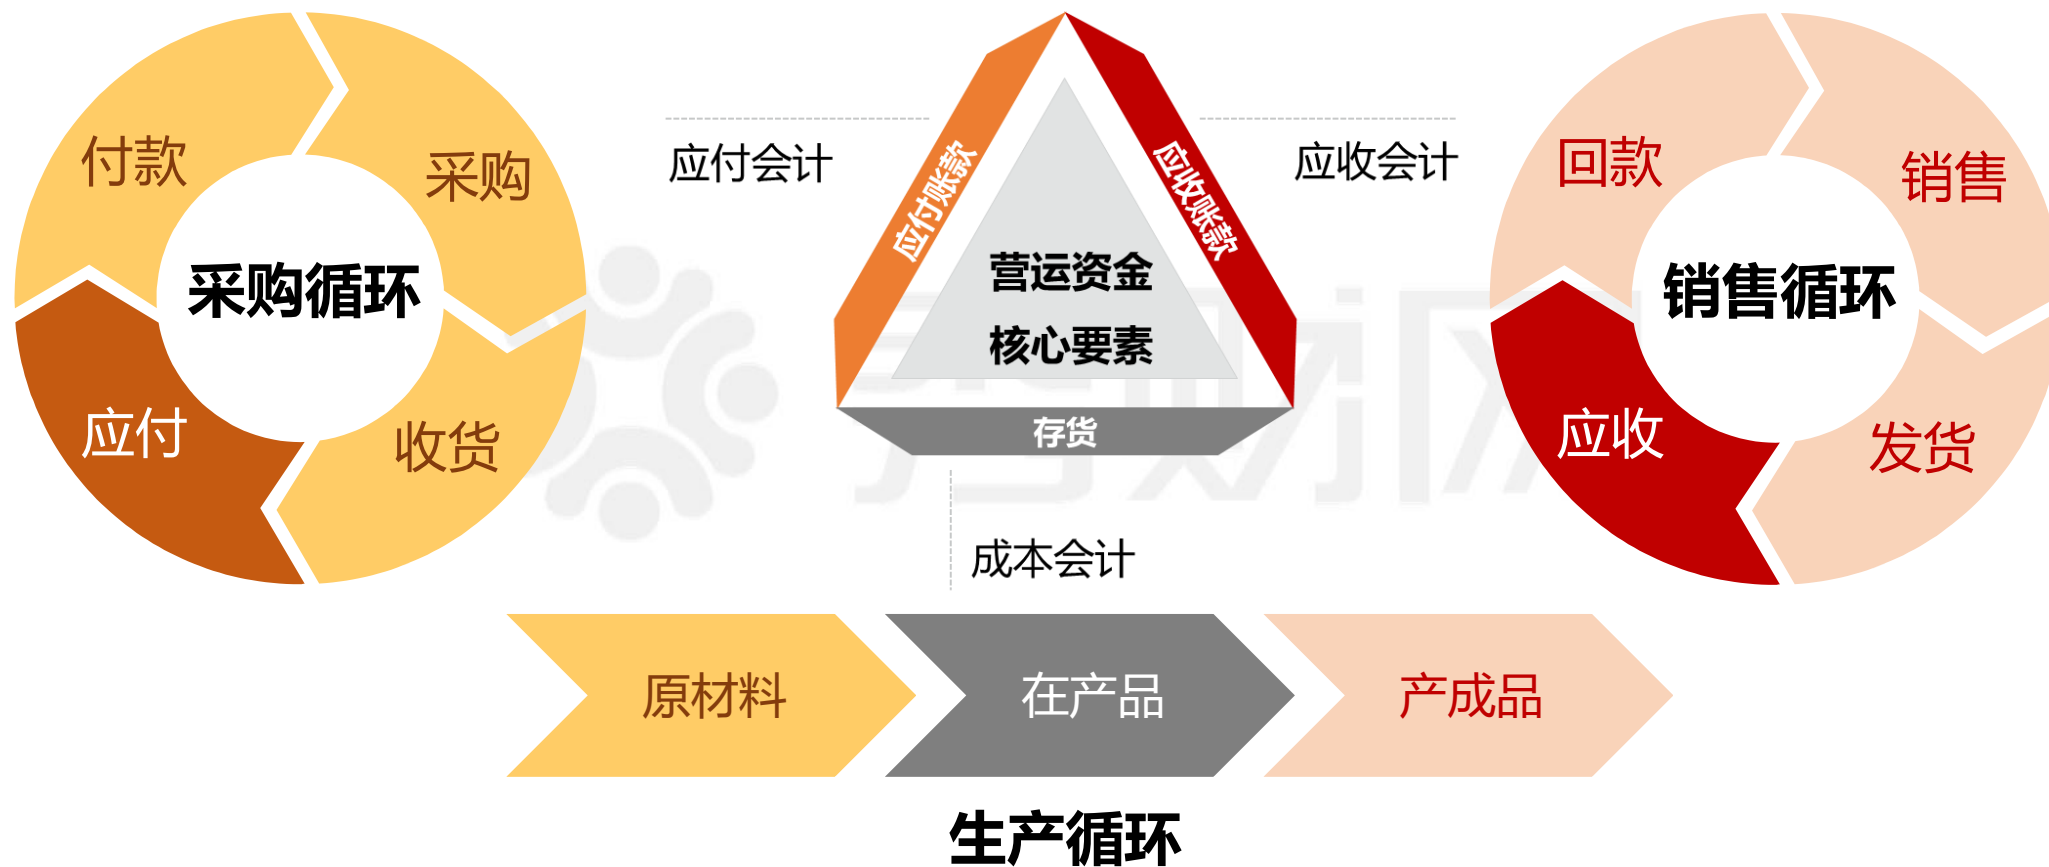 付款
采购
采购循环
应付
收货
应付会计
应付账款
应收账款
应收会计
营运资金
核心要素
存货
成本会计
回款
销售
销售循环
应收
发货
原材料
在产品
产成品
生产循环